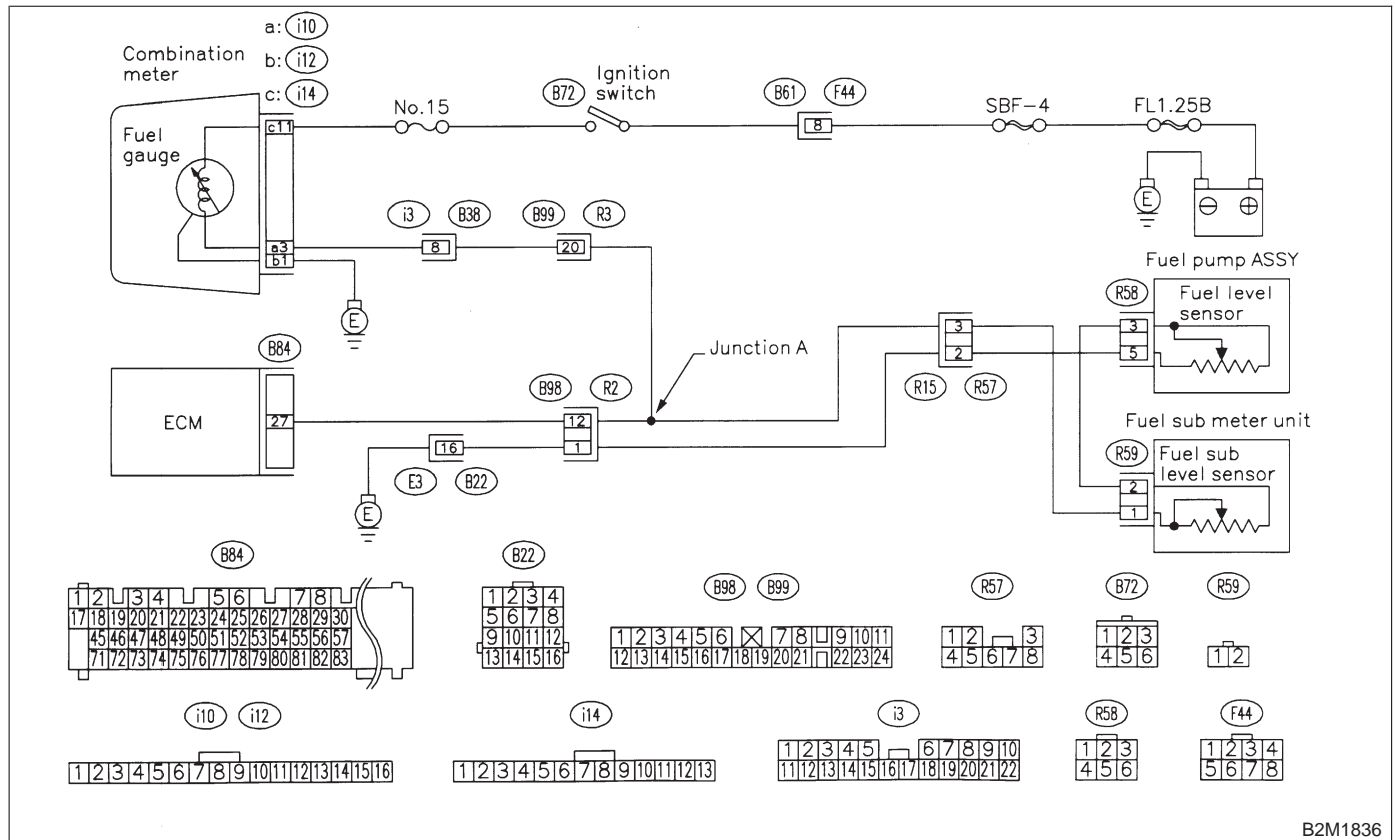 a: i10
Combination
meter
b: i12
c: i14
Fuel
gauge
c11
No.15
B72
Ignition
switch
B61 F44
8
SBF-4
FL1.25B
E
⊖ ⊕
a3
b1
i3 B38
8
B99 R3
20
E
Fuel pump ASSY
R58
Fuel level
sensor
3
5
B84
ECM
27
B98 R2
12
1
Junction A
3
2
R15 R57
E3 B22
16
E
Fuel sub meter unit
R59
Fuel sub
level sensor
2
1
B84
1 2 3 4 5 6 7 8
17 18 19 20 21 22 23 24 25 26 27 28 29 30
45 46 47 48 49 50 51 52 53 54 55 56 57
71 72 73 74 75 76 77 78 79 80 81 82 83
B22
1 2 3 4
5 6 7 8
9 10 11 12
13 14 15 16
B98 B99
1 2 3 4 5 6 7 8 9 10 11
12 13 14 15 16 17 18 19 20 21 22 23 24
R57
1 2 3
4 5 6 7 8
B72
1 2 3
4 5 6
R59
1 2
i10 i12
1 2 3 4 5 6 7 8 9 10 11 12 13 14 15 16
i14
1 2 3 4 5 6 7 8 9 10 11 12 13
i3
1 2 3 4 5 6 7 8 9 10
11 12 13 14 15 16 17 18 19 20 21 22
R58
1 2 3
4 5 6
F44
1 2 3 4
5 6 7 8
B2M1836